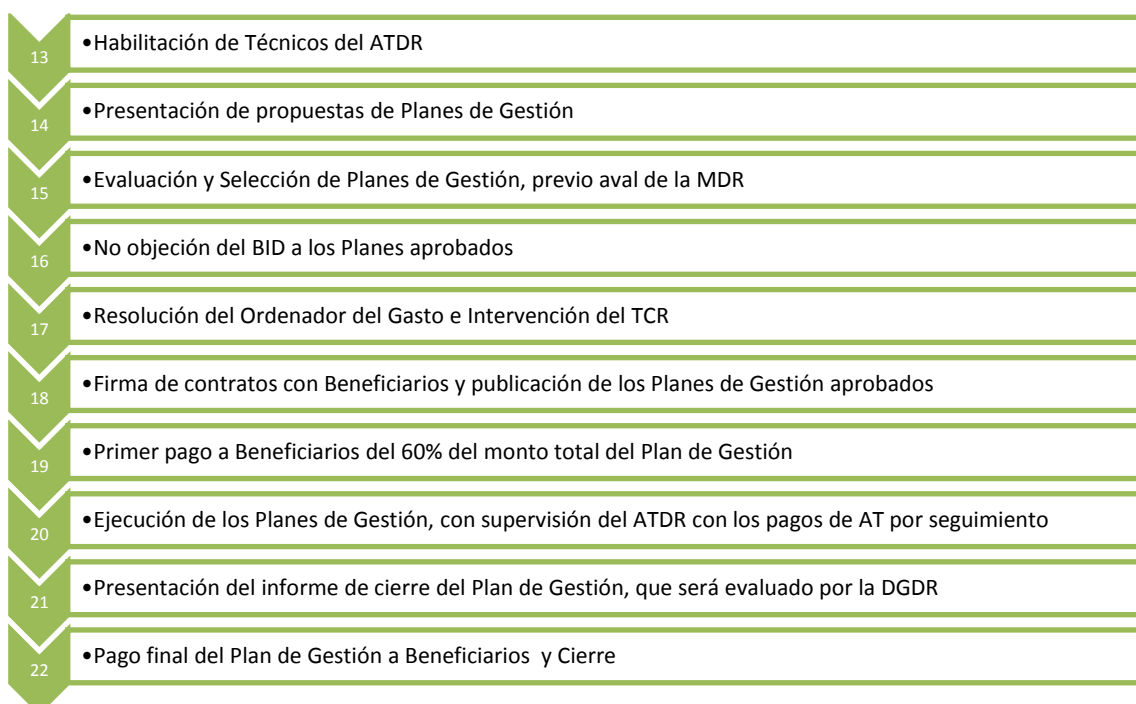 13 •Habilitación de Técnicos del ATDR
14 •Presentación de propuestas de Planes de Gestión
15 •Evaluación y Selección de Planes de Gestión, previo aval de la MDR
16 •No objeción del BID a los Planes aprobados
17 •Resolución del Ordenador del Gasto e Intervención del TCR
18 •Firma de contratos con Beneficiarios y publicación de los Planes de Gestión aprobados
19 •Primer pago a Beneficiarios del 60% del monto total del Plan de Gestión
20 •Ejecución de los Planes de Gestión, con supervisión del ATDR con los pagos de AT por seguimiento
21 •Presentación del informe de cierre del Plan de Gestión, que será evaluado por la DGDR
22 •Pago final del Plan de Gestión a Beneficiarios y Cierre